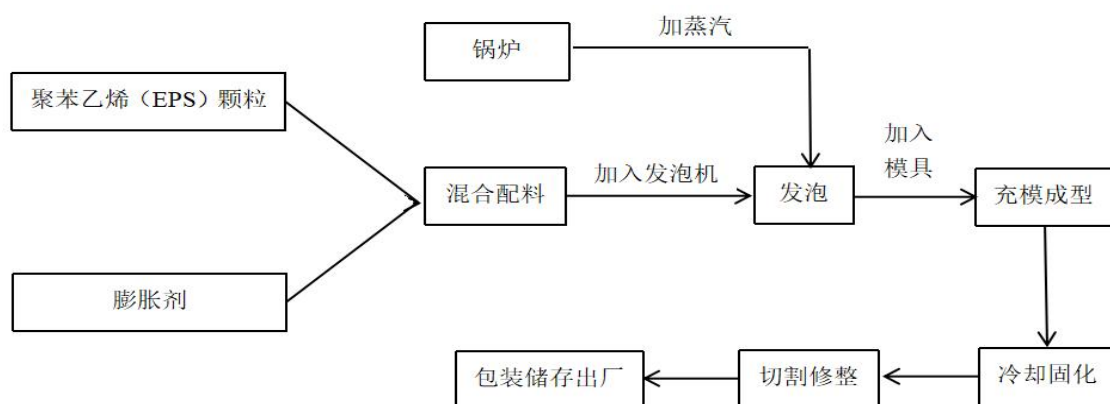 锅炉
加蒸汽
聚苯乙烯（EPS）颗粒
混合配料
加入发泡机
发泡
加入
模具
充模成型
膨胀剂
包装储存出厂
切割修整
冷却固化